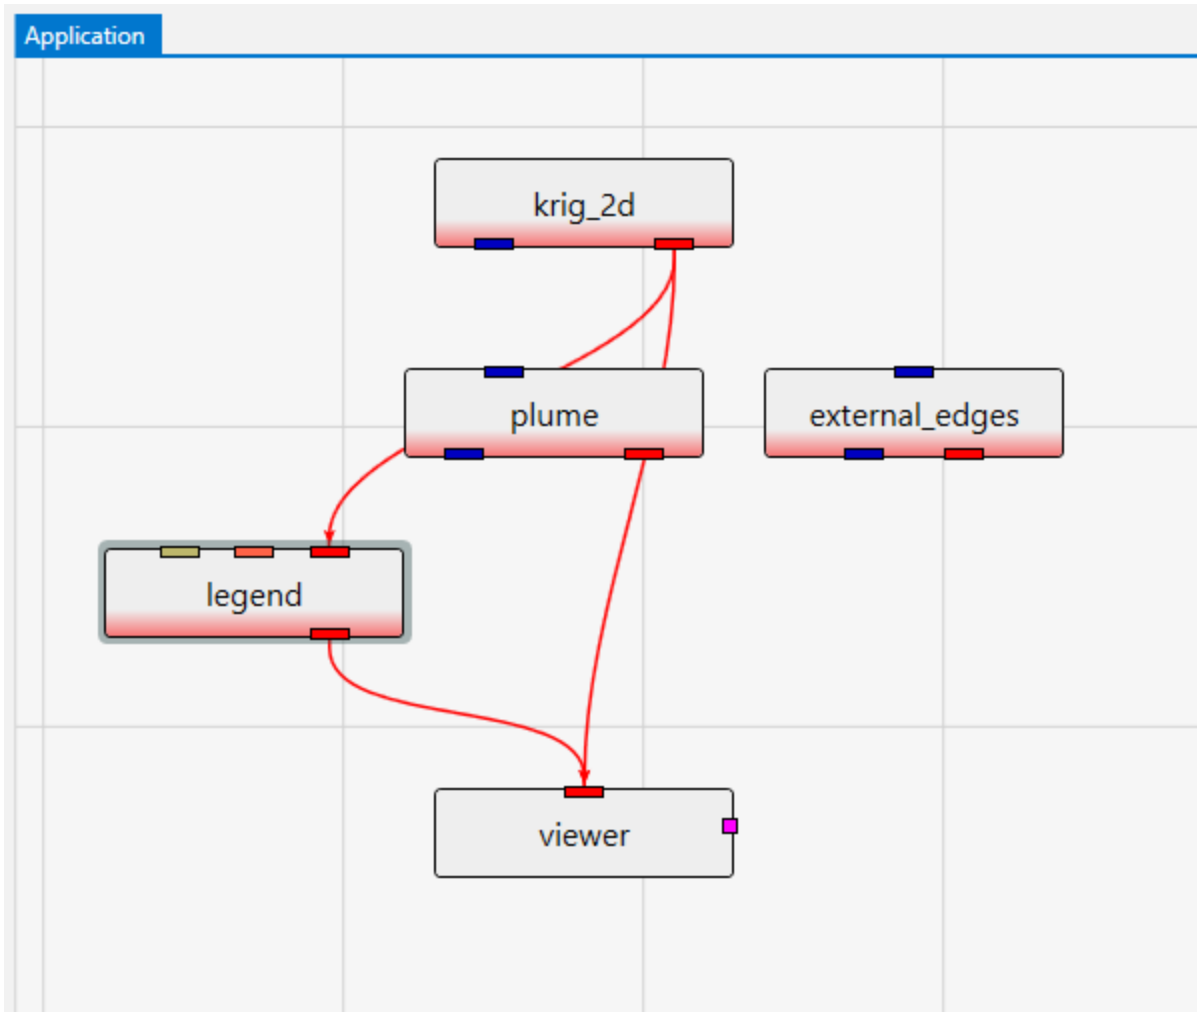 Application
krig_2d
plume
external_edges
legend
viewer